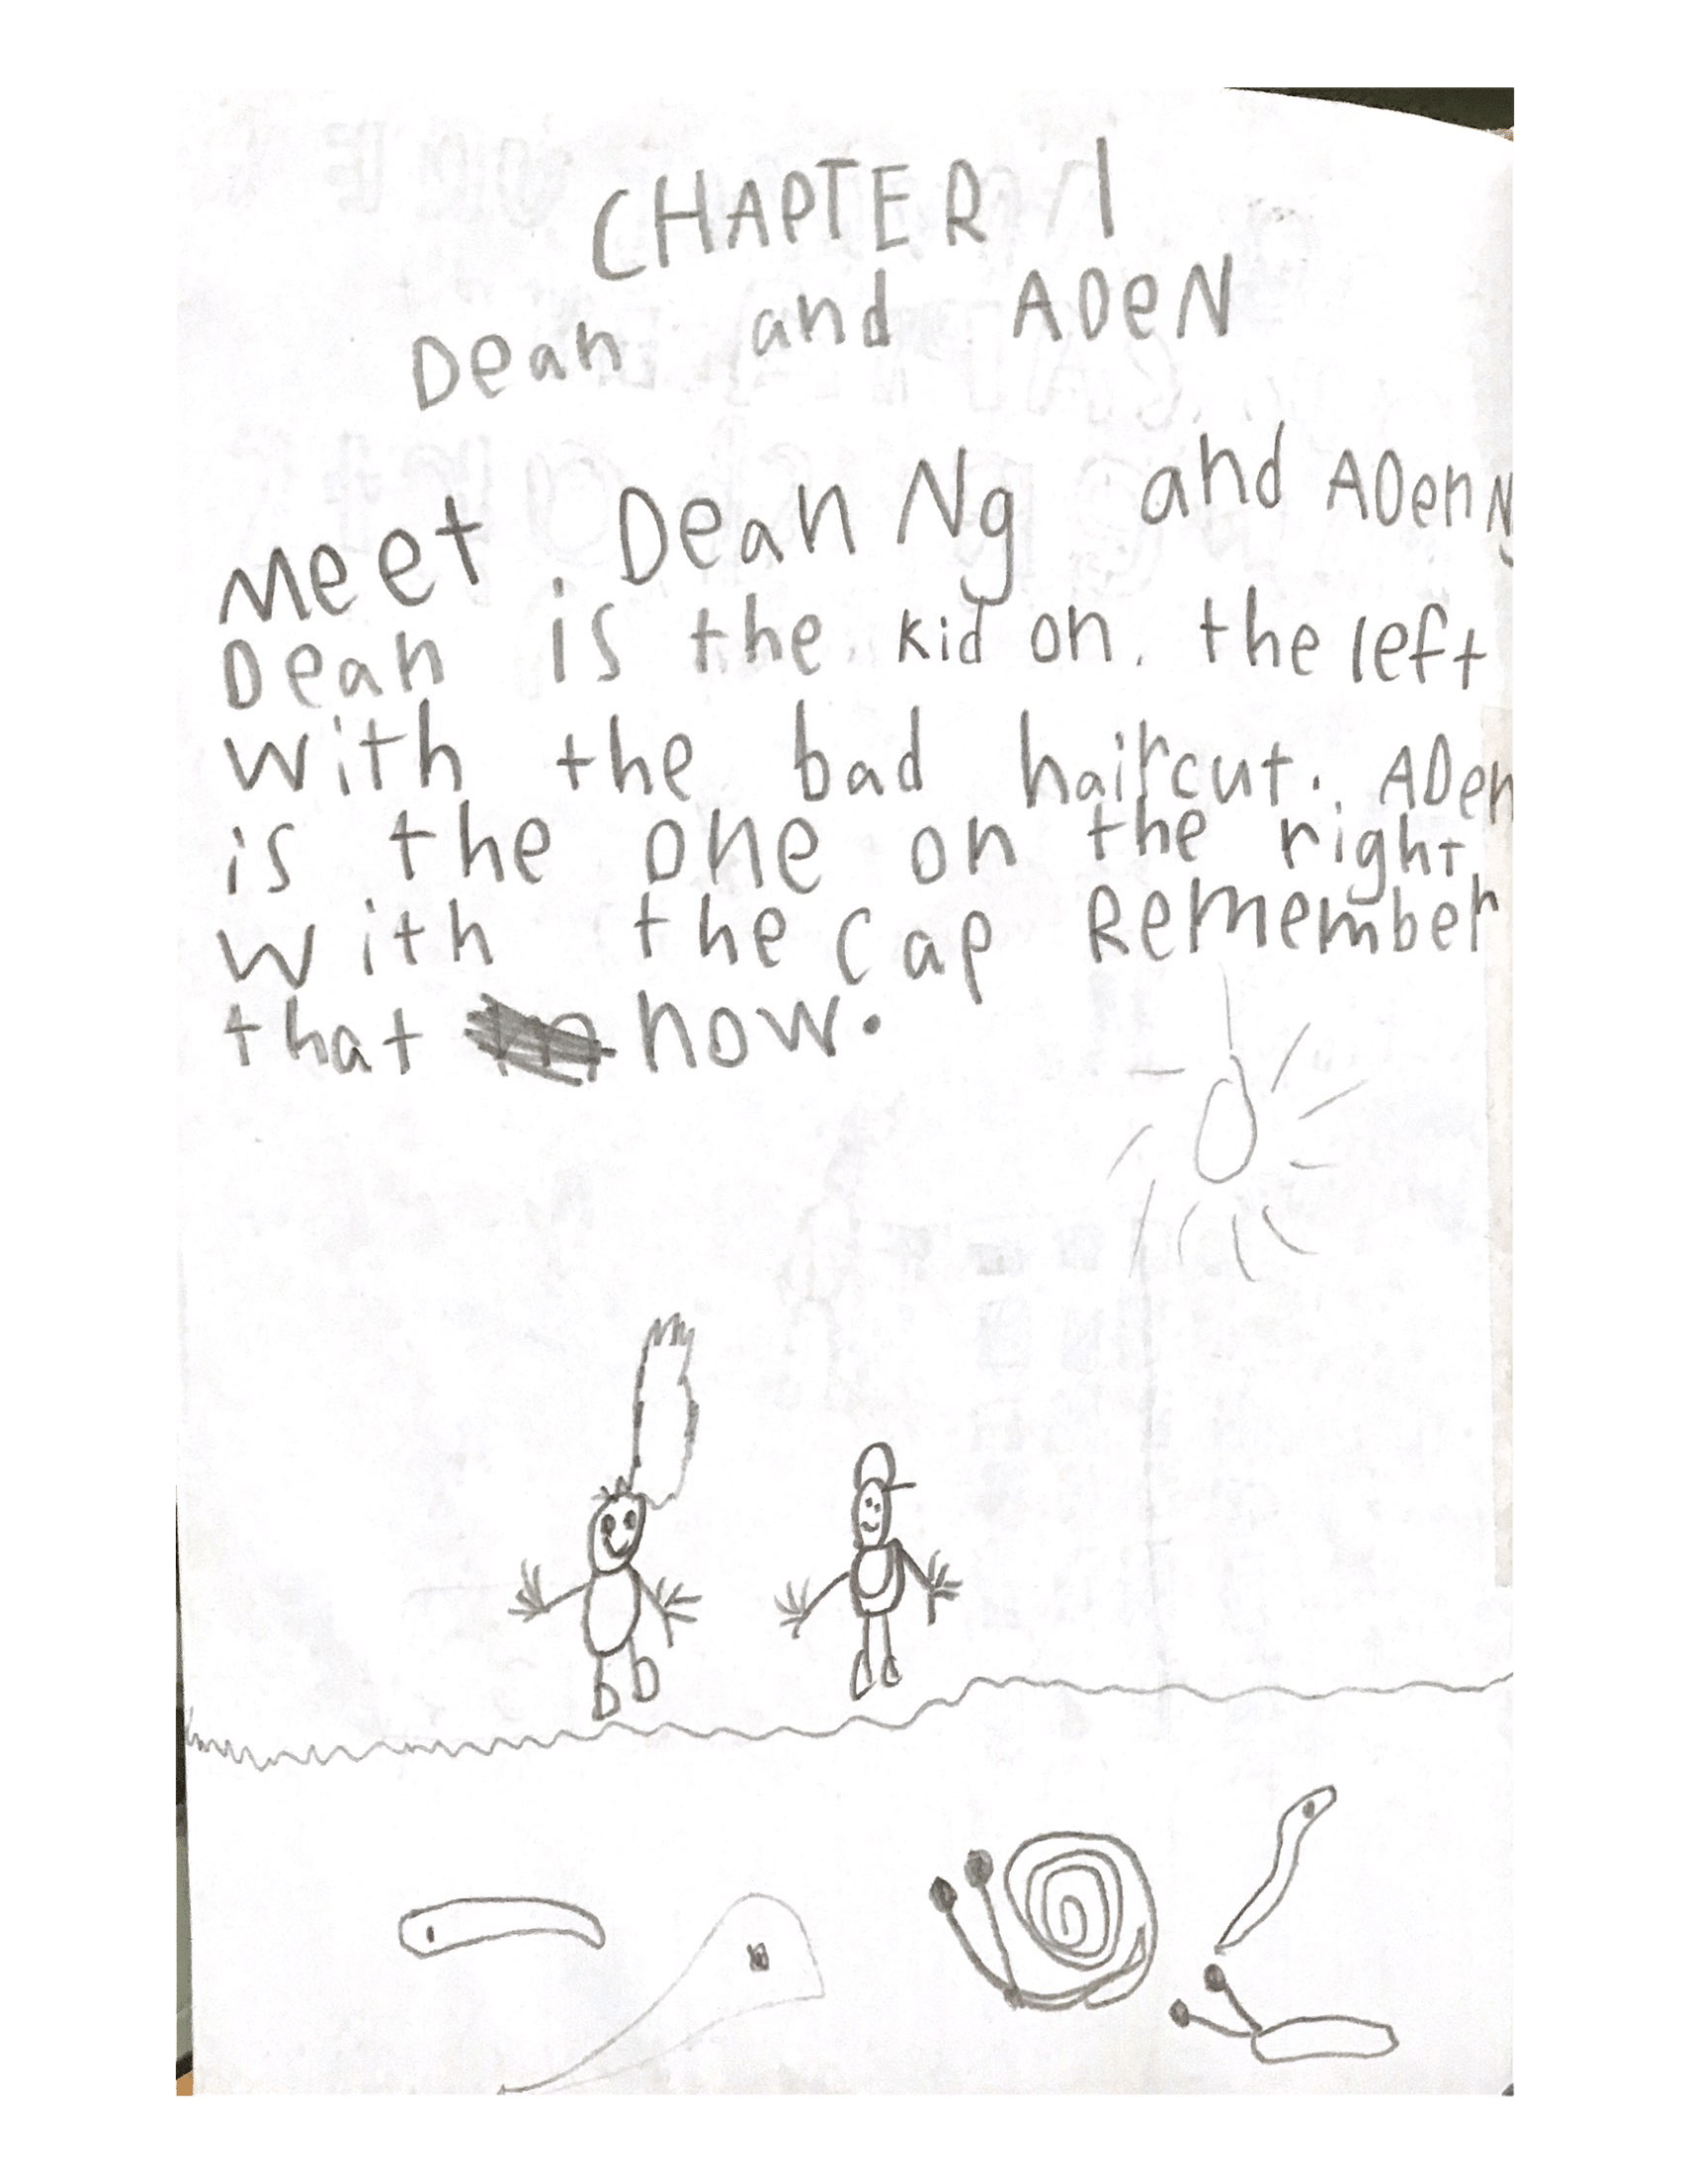 CHAPTER 1
Dean and ADeN
Meet Dean Ng and ADen Ng
Dean is the kid on. the left
with the bad haircut. ADen
is the one on the right
with the cap Remember
that now.